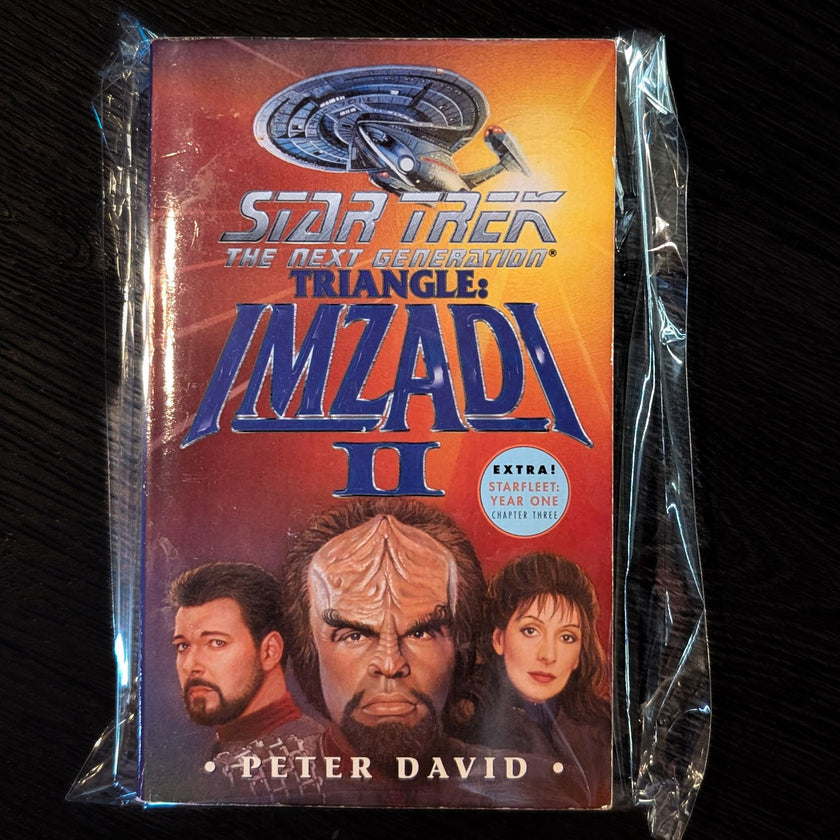 STAR TREK
THE NEXT GENERATION®
TRIANGLE:
IMZADI
II
EXTRA!
STARFLEET:
YEAR ONE
CHAPTER THREE
• PETER DAVID •